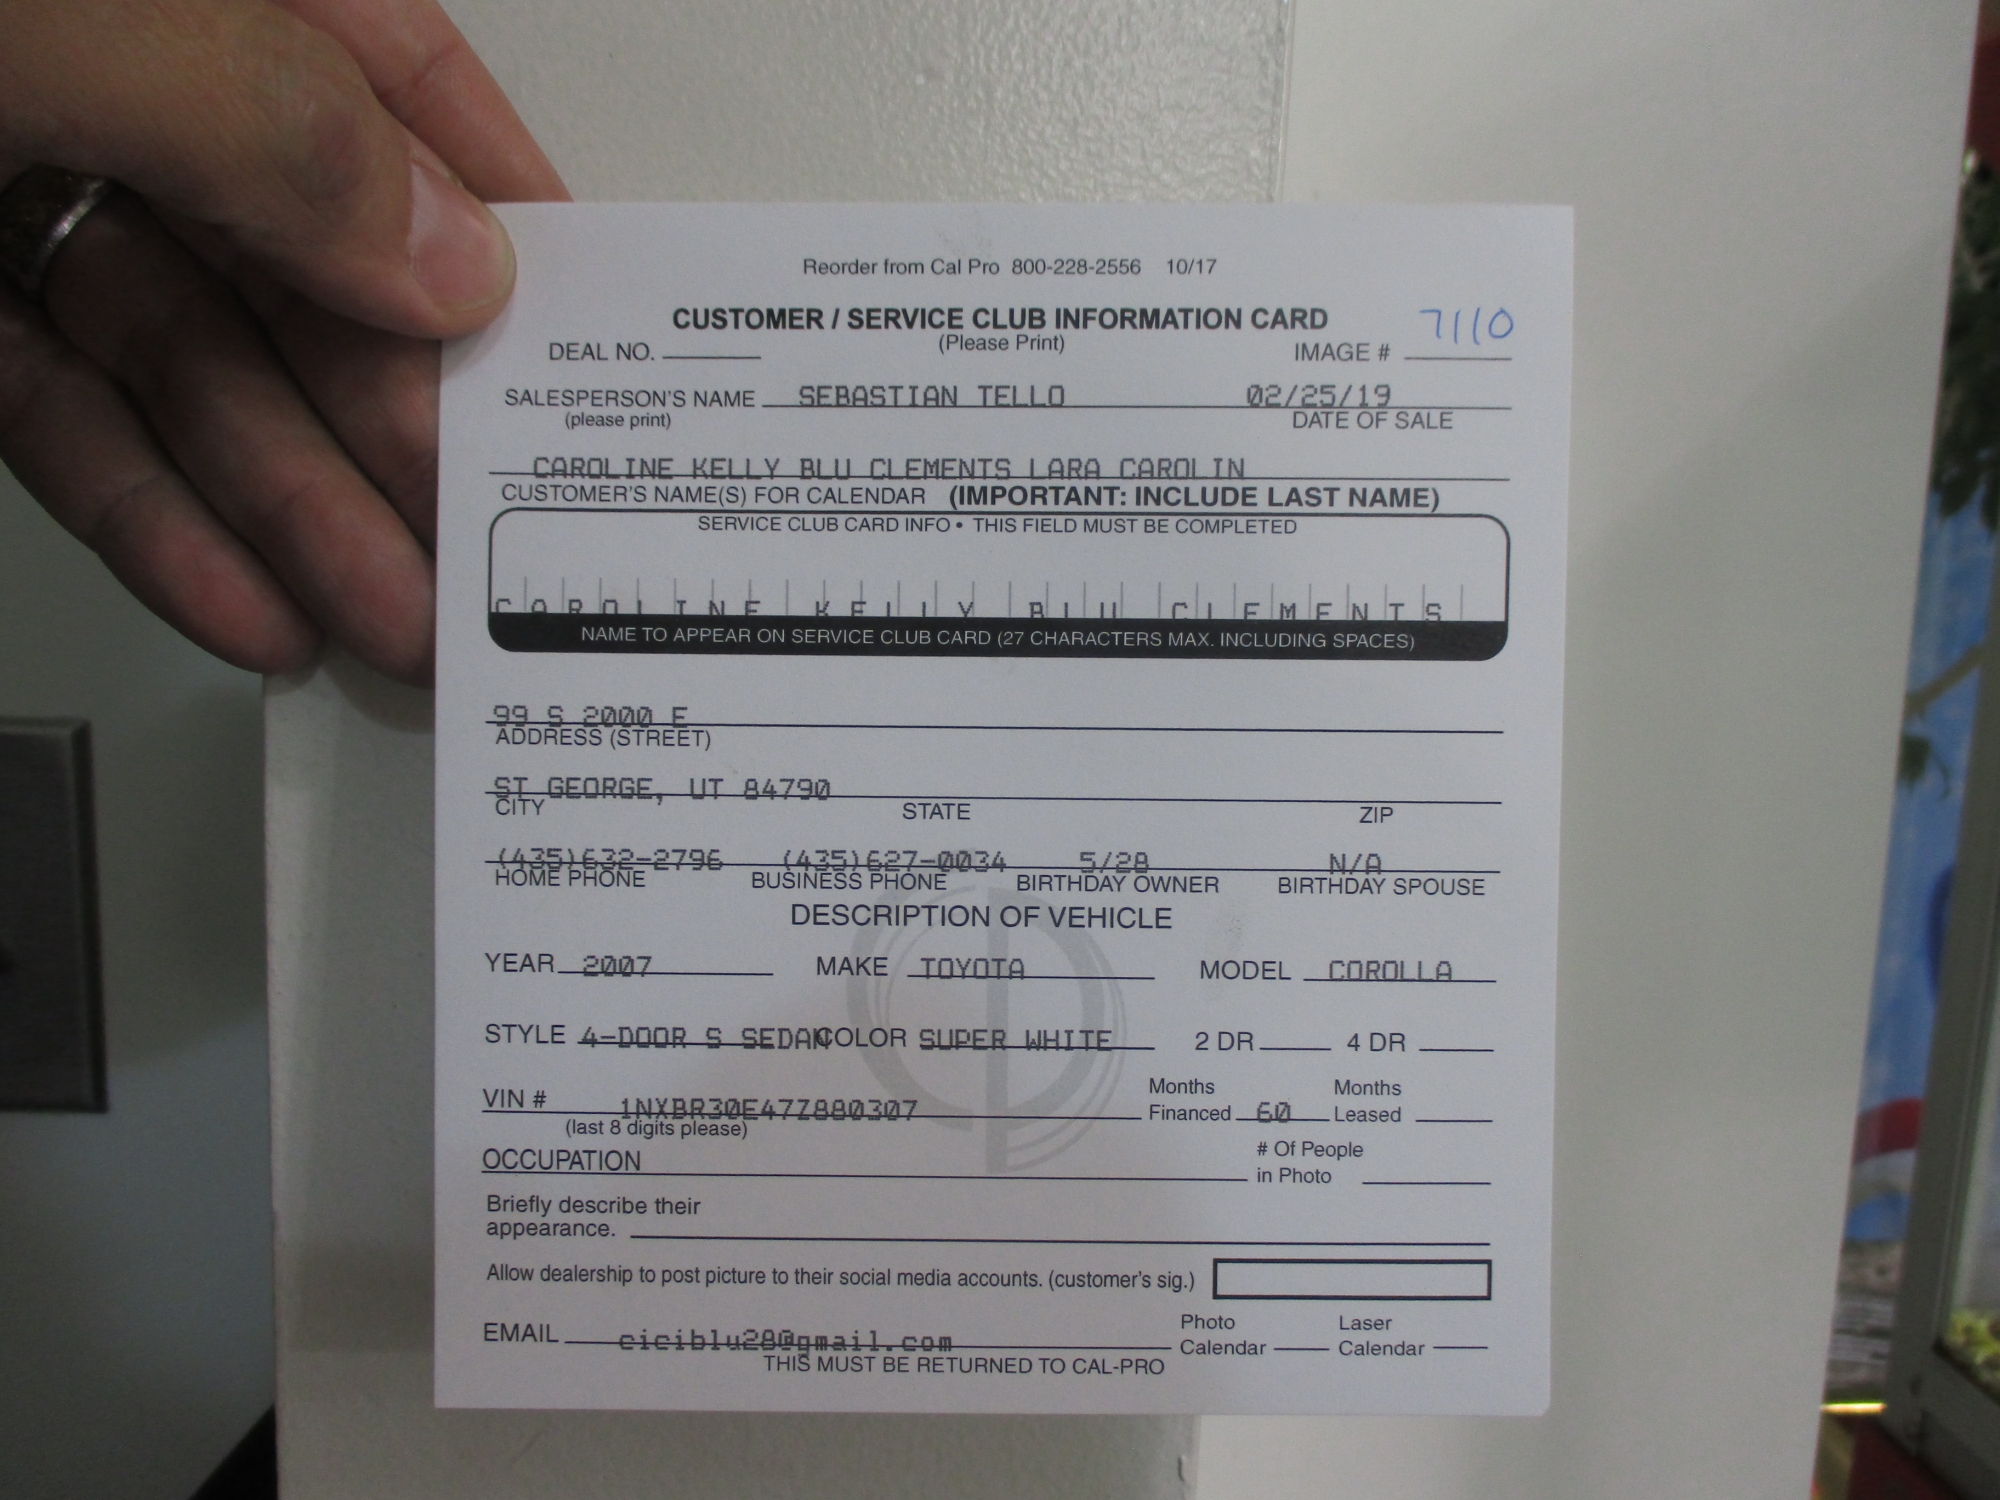 Reorder from Cal Pro 800-228-2556 10/17
CUSTOMER / SERVICE CLUB INFORMATION CARD 7110
(Please Print)
DEAL NO. IMAGE #
SALESPERSON'S NAME SEBASTIAN TELLO 02/25/19
(please print) DATE OF SALE
CAROLINE KELLY BLU CLEMENTS LARA CAROLIN
CUSTOMER'S NAME(S) FOR CALENDAR (IMPORTANT: INCLUDE LAST NAME)
SERVICE CLUB CARD INFO • THIS FIELD MUST BE COMPLETED
CAROLINE KELLY BLU CLEMENTS
NAME TO APPEAR ON SERVICE CLUB CARD (27 CHARACTERS MAX. INCLUDING SPACES)
99 S 2000 E
ADDRESS (STREET)
ST GEORGE, UT 84790
CITY STATE ZIP
(435)632-2796 (435)627-0034 5/28 N/A
HOME PHONE BUSINESS PHONE BIRTHDAY OWNER BIRTHDAY SPOUSE
DESCRIPTION OF VEHICLE
YEAR 2007 MAKE TOYOTA MODEL COROLLA
STYLE 4-DOOR S SEDAN COLOR SUPER WHITE 2 DR 4 DR
VIN # 1NXBR30E47Z880307 Months Financed 60 Months Leased
(last 8 digits please)
OCCUPATION # Of People in Photo
Briefly describe their
appearance.
Allow dealership to post picture to their social media accounts. (customer's sig.)
EMAIL ciciblu28@gmail.com Photo Calendar Laser Calendar
THIS MUST BE RETURNED TO CAL-PRO